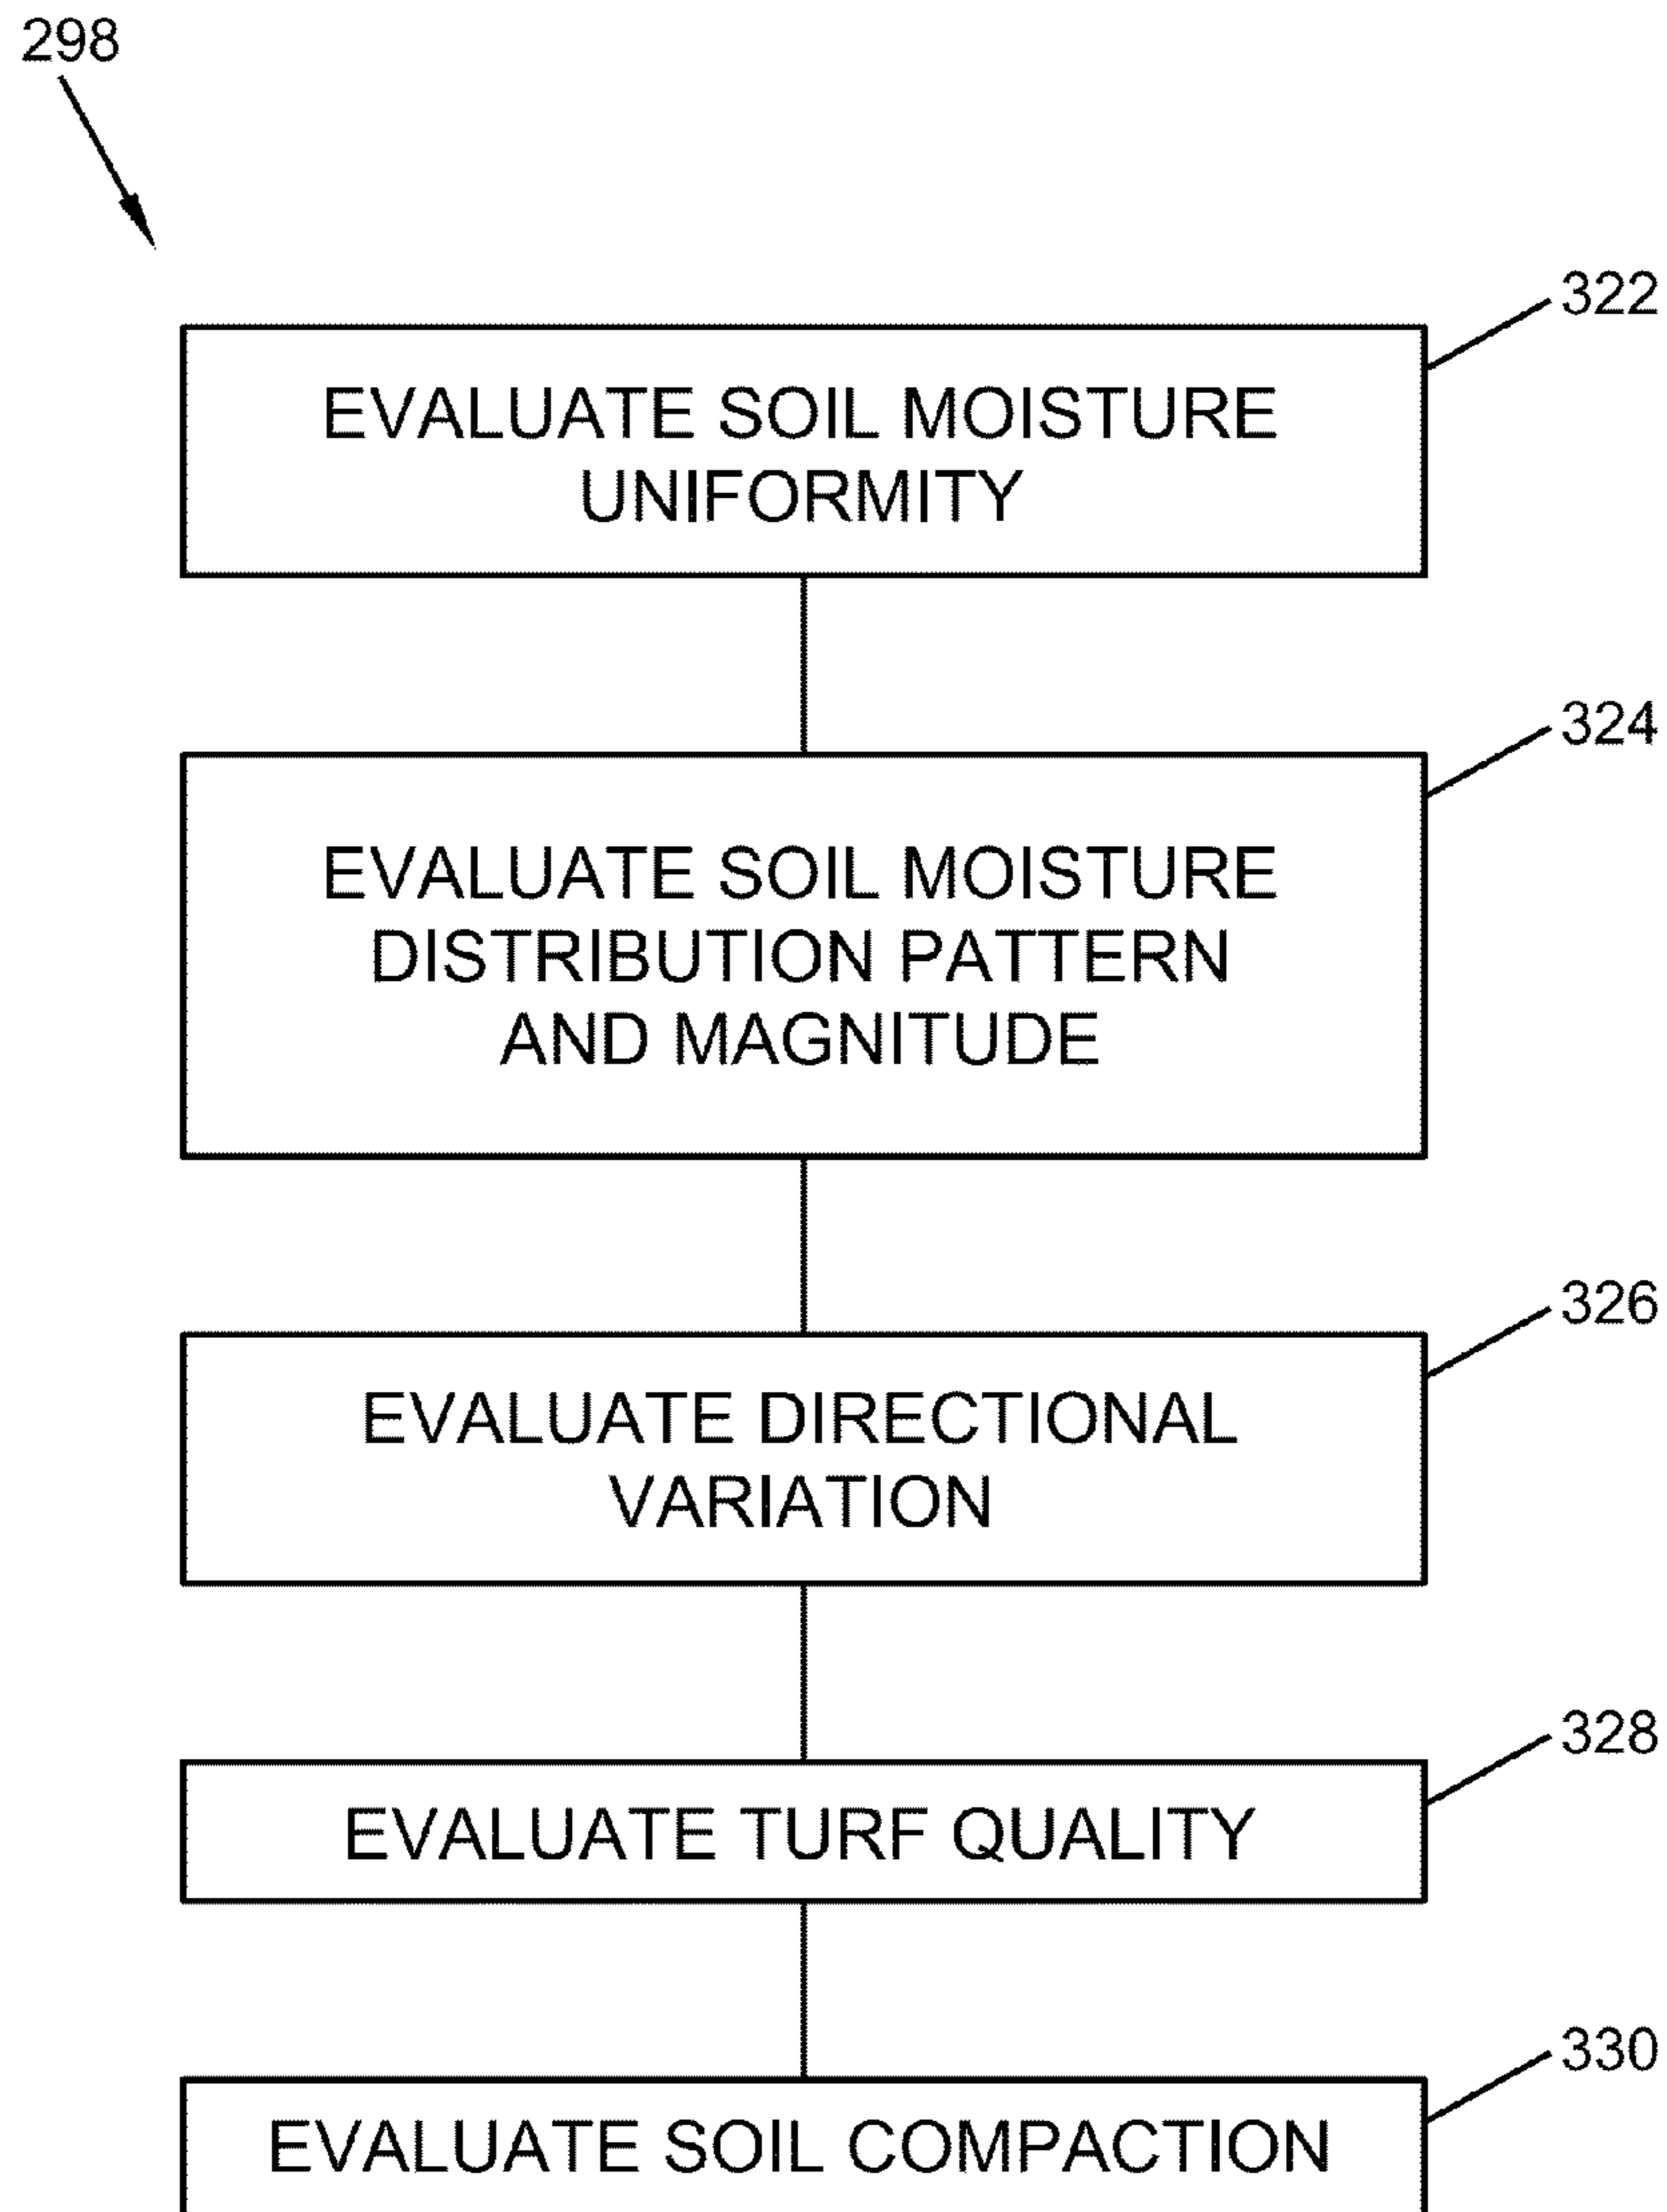 298
322
EVALUATE SOIL MOISTURE
UNIFORMITY
324
EVALUATE SOIL MOISTURE
DISTRIBUTION PATTERN
AND MAGNITUDE
326
EVALUATE DIRECTIONAL
VARIATION
328
EVALUATE TURF QUALITY
330
EVALUATE SOIL COMPACTION